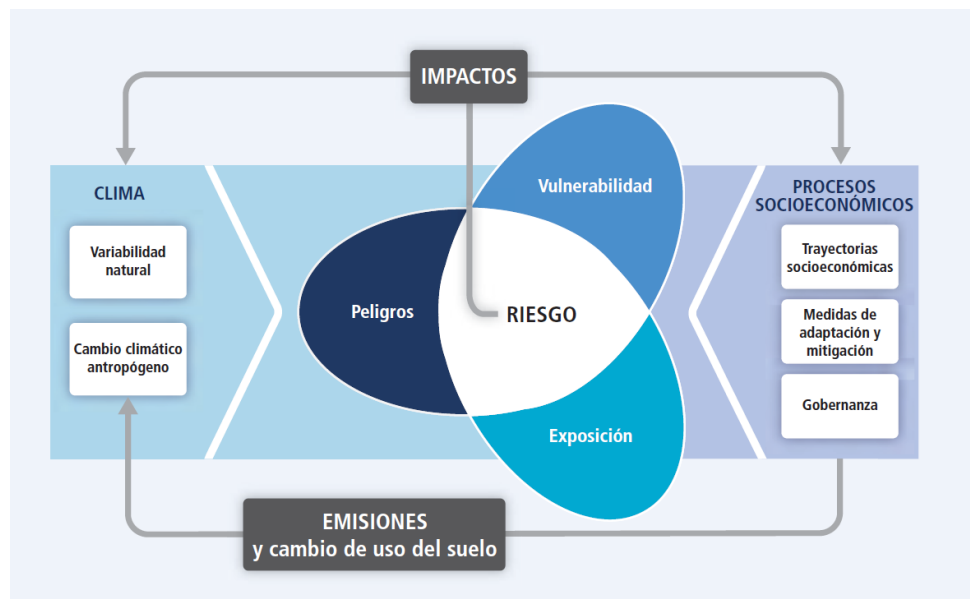 IMPACTOS
CLIMA
Variabilidad
natural
Cambio climático
antropógeno
Vulnerabilidad
Peligros
RIESGO
Exposición
PROCESOS
SOCIOECONÓMICOS
Trayectorias
socioeconómicas
Medidas de
adaptación y
mitigación
Gobernanza
EMISIONES
y cambio de uso del suelo